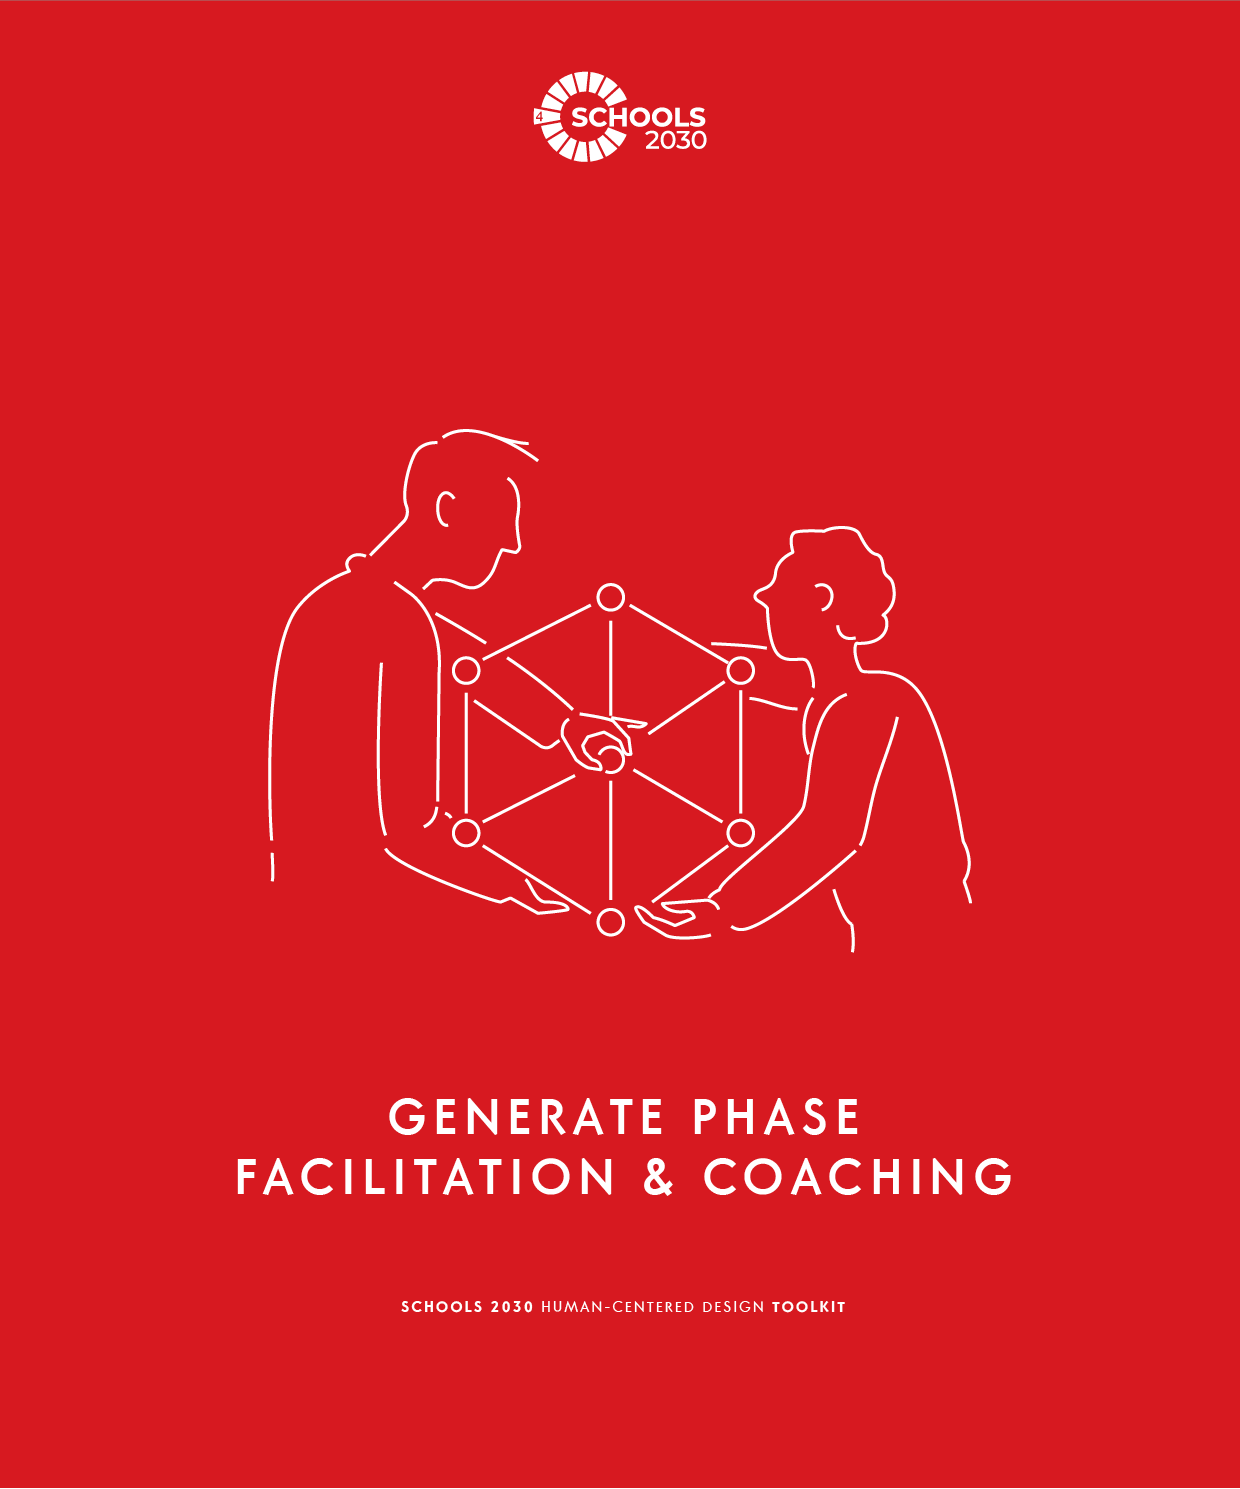 4
SCHOOLS
2030
GENERATE PHASE
FACILITATION & COACHING
SCHOOLS 2030 HUMAN-CENTERED DESIGN TOOLKIT